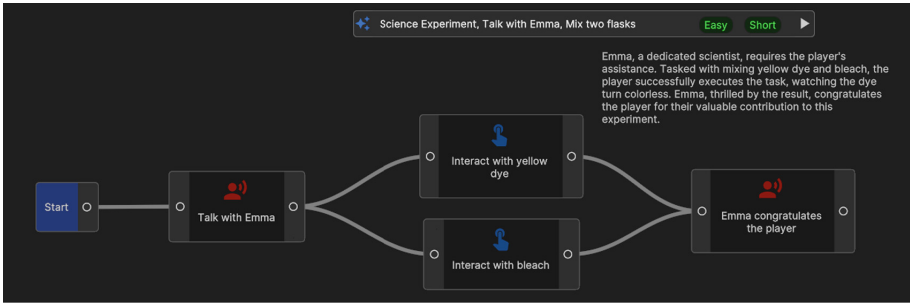 Science Experiment, Talk with Emma, Mix two flasks
Easy
Short
Emma, a dedicated scientist, requires the player's
assistance. Tasked with mixing yellow dye and bleach, the
player successfully executes the task, watching the dye
turn colorless. Emma, thrilled by the result, congratulates
the player for their valuable contribution to this
experiment.
Start
Talk with Emma
Interact with yellow
dye
Interact with bleach
Emma congratulates
the player